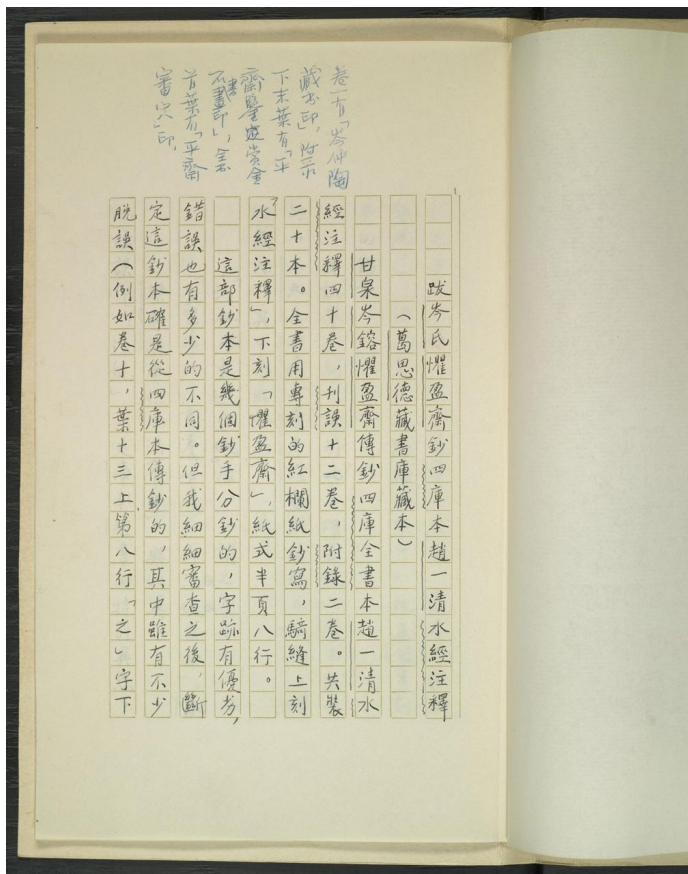 卷一有「岑仲陶
藏書印」，附录
下末葉有「平
齋鑒賞金
石書畫印」，全书
首葉有「平齋
審定」印，
跋岑氏懼盈齋鈔四庫本趙一清水經注釋
（葛思德藏書庫藏本）
甘泉岑鎔懼盈齋傳鈔四庫全書本趙一清水
經注釋四十卷，刊誤十二卷，附錄二卷。共裝
二十本。全書用專刻的紅欄紙鈔寫，騎縫上刻
「水經注釋」，下刻「懼盈齋」，紙式半頁八行。
這部鈔本是幾個鈔手分鈔的，字跡有優劣，
錯誤也有多少的不同。但我細細審查之後，斷
定這鈔本確是從四庫本傳鈔的，其中雖有不少
脫誤（例如卷十，葉十三上第八行「之」字下